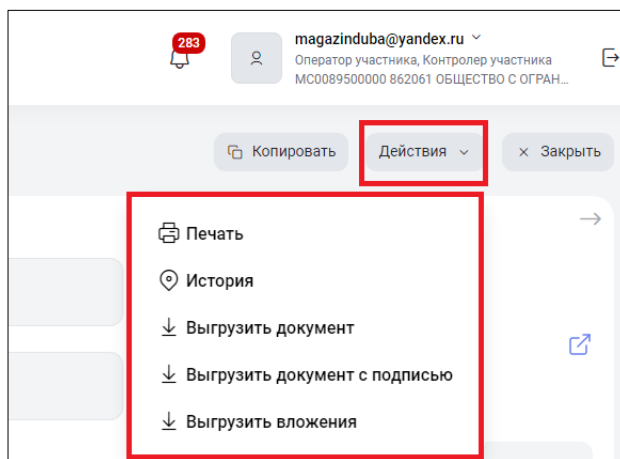 283
magazinduba@yandex.ru
Оператор участника, Контролер участника
МС0089500000 862061 ОБЩЕСТВО С ОГРАН...
Копировать
Действия
Закрыть
Печать
История
Выгрузить документ
Выгрузить документ с подписью
Выгрузить вложения